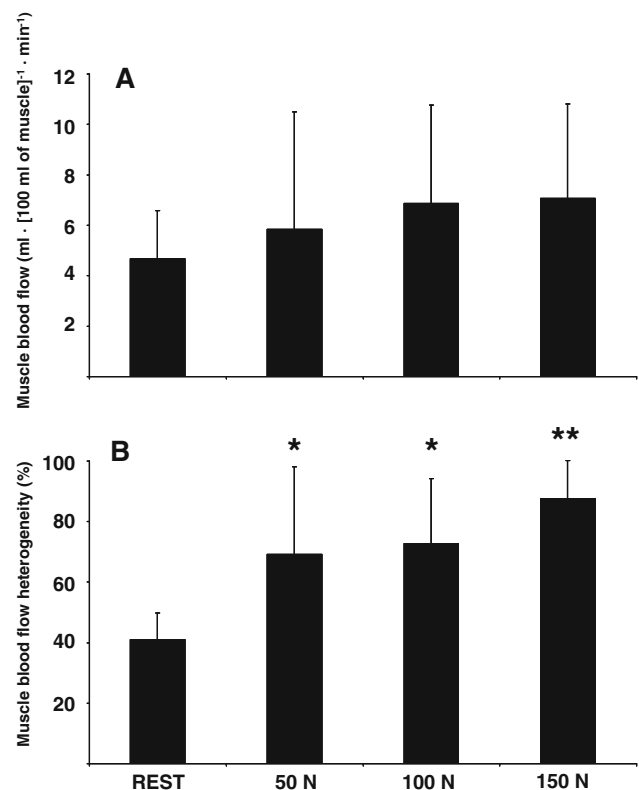 A
Muscle blood flow (ml · [100 ml of muscle]⁻¹ · min⁻¹)
12
10
8
6
4
2
B
* * **
Muscle blood flow heterogeneity (%)
100
80
60
40
20
REST 50 N 100 N 150 N